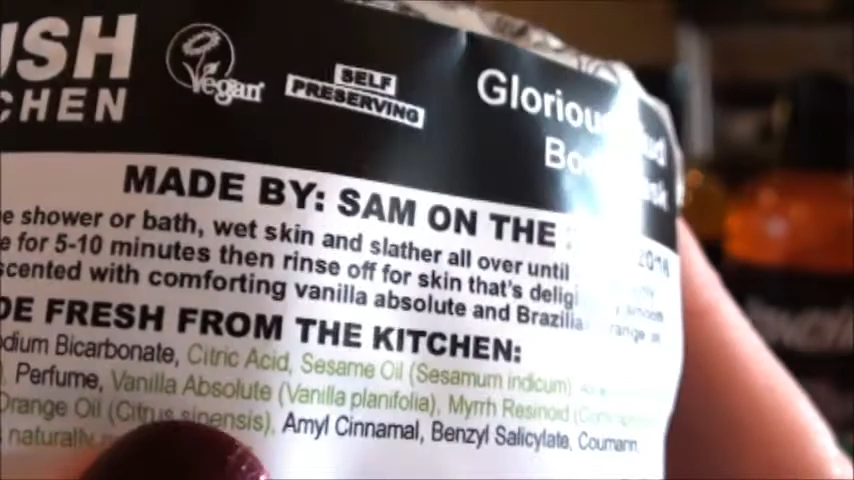 USH
CHEN
Vegan
SELF
PRESERVING
Glorious Mud
Body Mask
MADE BY: SAM ON THE
e shower or bath, wet skin and slather all over until
e for 5-10 minutes then rinse off for skin that's
scented with comforting vanilla absolute and
DE FRESH FROM THE KITCHEN:
odium Bicarbonate, Citric Acid, Sesame Oil (Sesamum indicum)
Perfume, Vanilla Absolute (Vanilla planifolia), Myrrh Resinoid
Orange Oil (Citrus sinensis), Amyl Cinnamal, Benzyl Salicylate, Coumarin,
naturally